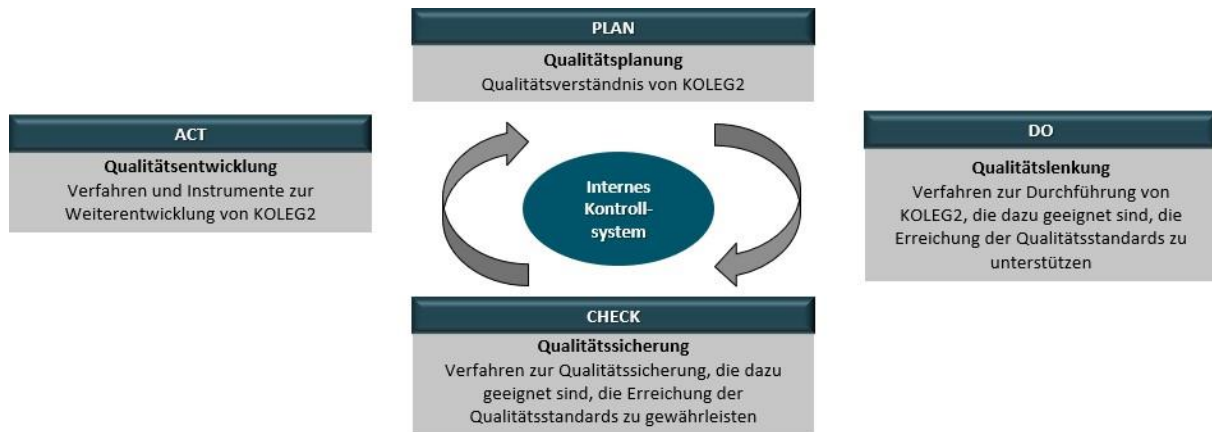 PLAN
Qualitätsplanung
Qualitätsverständnis von KOLEG2
ACT
Qualitätsentwicklung
Verfahren und Instrumente zur
Weiterentwicklung von KOLEG2
Internes
Kontroll-
system
DO
Qualitätslenkung
Verfahren zur Durchführung von
KOLEG2, die dazu geeignet sind, die
Erreichung der Qualitätsstandards zu
unterstützen
CHECK
Qualitätssicherung
Verfahren zur Qualitätssicherung, die dazu
geeignet sind, die Erreichung der
Qualitätsstandards zu gewährleisten